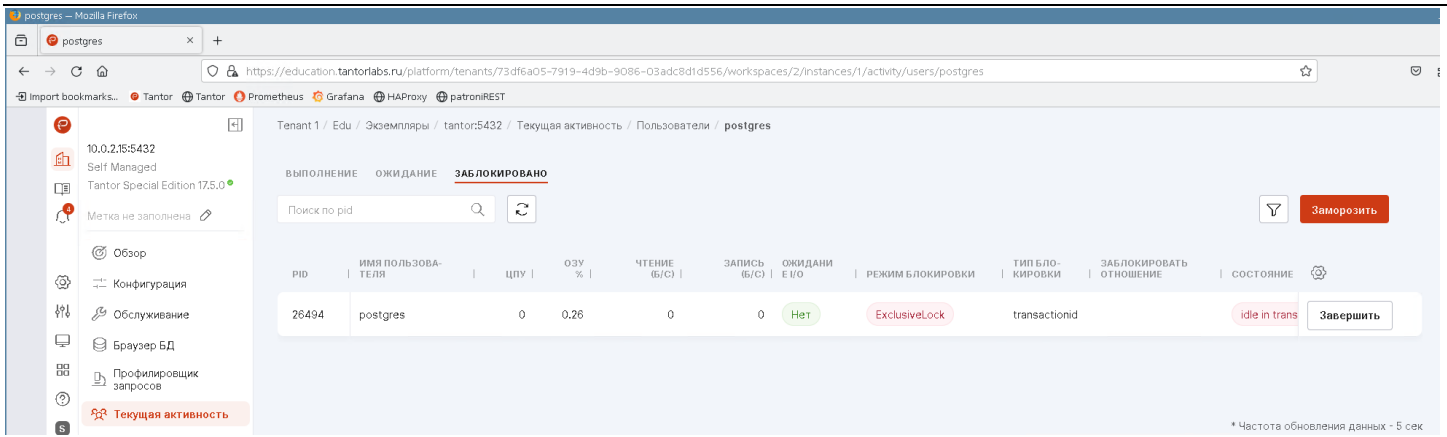 postgres — Mozilla Firefox
postgres × +
https://education.tantorlabs.ru/platform/tenants/73df6a05-7919-4d9b-9086-03adc8d1d556/workspaces/2/instances/1/activity/users/postgres
Import bookmarks... Tantor Tantor Prometheus Grafana HAProxy patroniREST
Tenant 1 / Edu / Экземпляры / tantor:5432 / Текущая активность / Пользователи / postgres
10.0.2.15:5432
Self Managed
Tantor Special Edition 17.5.0
4
Метка не заполнена
Обзор
Конфигурация
Обслуживание
Браузер БД
Профилировщик
запросов
Текущая активность
S
ВЫПОЛНЕНИЕ ОЖИДАНИЕ ЗАБЛОКИРОВАНО
Поиск по pid
Заморозить
PID
ИМЯ ПОЛЬЗОВА-
ТЕЛЯ
ЦПУ
ОЗУ
%
ЧТЕНИЕ
(Б/С)
ЗАПИСЬ
(Б/С)
ОЖИДАНИ
Е I/O
РЕЖИМ БЛОКИРОВКИ
ТИП БЛО-
КИРОВКИ
ЗАБЛОКИРОВАТЬ
ОТНОШЕНИЕ
СОСТОЯНИЕ
26494 postgres 0 0.26 0 0 Нет ExclusiveLock transactionid idle in trans Завершить
* Частота обновления данных - 5 сек